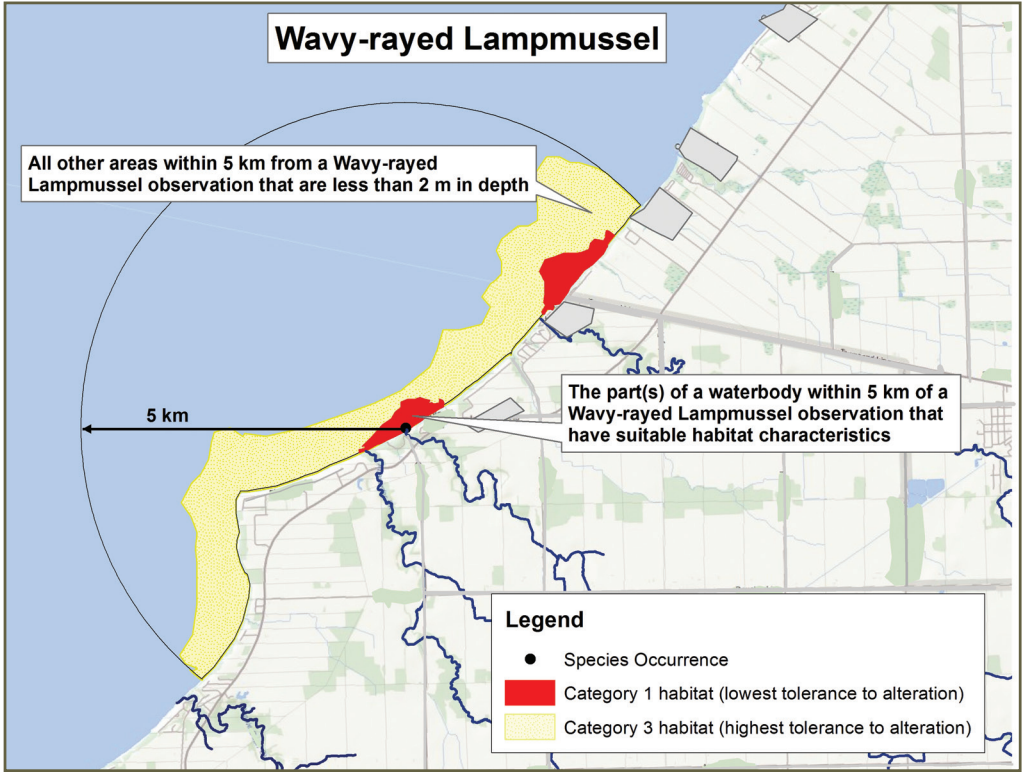 Wavy-rayed Lampmussel
All other areas within 5 km from a Wavy-rayed
Lampmussel observation that are less than 2 m in depth
5 km
The part(s) of a waterbody within 5 km of a
Wavy-rayed Lampmussel observation that
have suitable habitat characteristics
Legend
Species Occurrence
Category 1 habitat (lowest tolerance to alteration)
Category 3 habitat (highest tolerance to alteration)